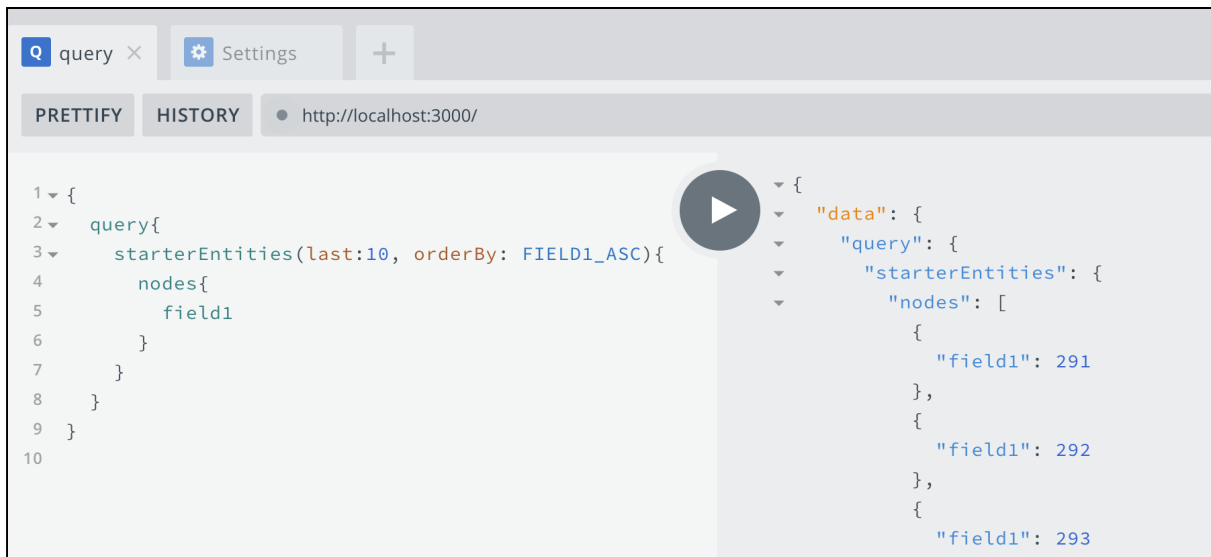 Q query × Settings +
PRETTIFY HISTORY http://localhost:3000/
1 {
2 query{
3 starterEntities(last:10, orderBy: FIELD1_ASC){
4 nodes{
5 field1
6 }
7 }
8 }
9 }
10
{
"data": {
"query": {
"starterEntities": {
"nodes": [
{
"field1": 291
},
{
"field1": 292
},
{
"field1": 293